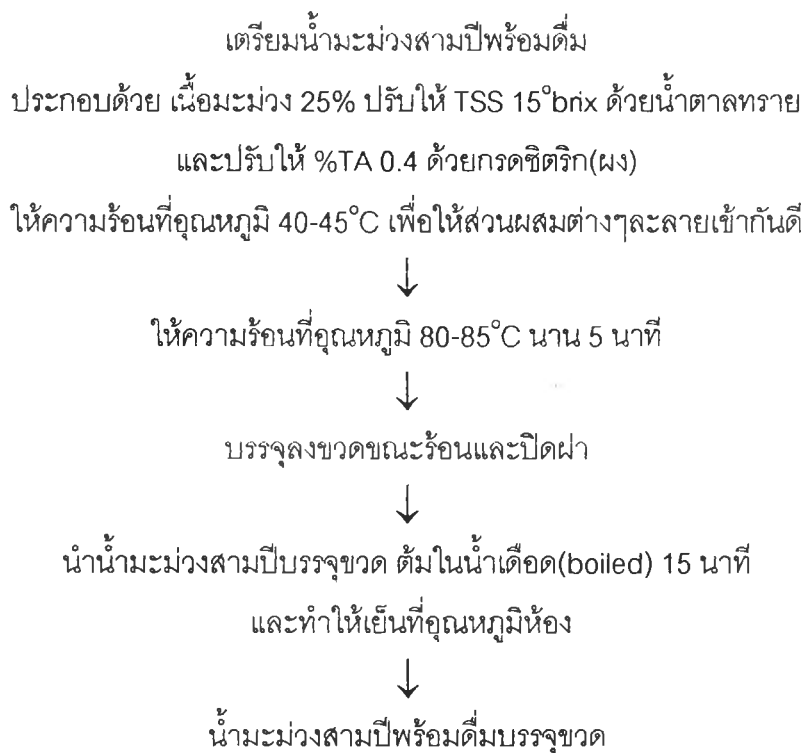 เตรียมน้ำมะม่วงสามปีพร้อมดื่ม
ประกอบด้วย เนื้อมะม่วง 25% ปรับให้ TSS 15°brix ด้วยน้ำตาลทราย
และปรับให้ %TA 0.4 ด้วยกรดซิตริก(ผง)
ให้ความร้อนที่อุณหภูมิ 40-45°C เพื่อให้ส่วนผสมต่างๆละลายเข้ากันดี
↓
ให้ความร้อนที่อุณหภูมิ 80-85°C นาน 5 นาที
↓
บรรจุลงขวดขณะร้อนและปิดฝา
↓
นำน้ำมะม่วงสามปีบรรจุขวด ต้มในน้ำเดือด(boiled) 15 นาที
และทำให้เย็นที่อุณหภูมิห้อง
↓
น้ำมะม่วงสามปีพร้อมดื่มบรรจุขวด